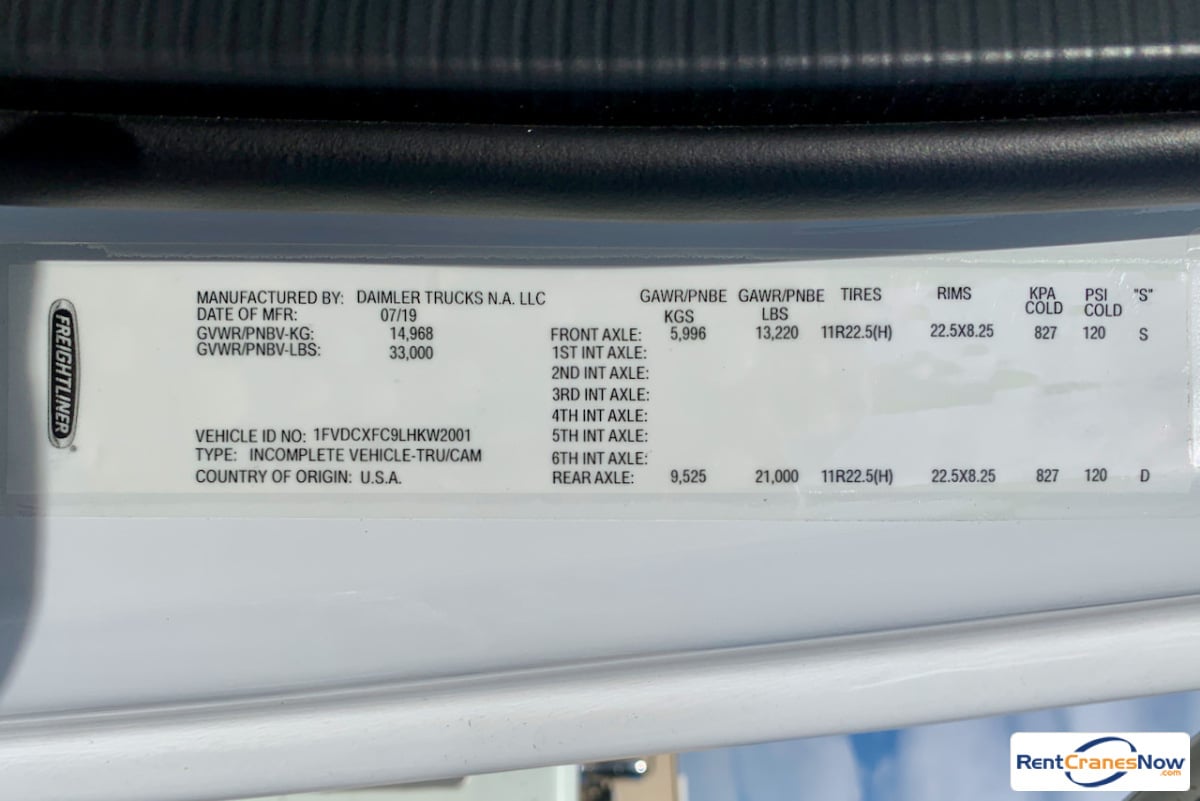 FREIGHTLINER
MANUFACTURED BY: DAIMLER TRUCKS N.A. LLC
DATE OF MFR: 07/19
GVWR/PNBV-KG: 14,968
GVWR/PNBV-LBS: 33,000
VEHICLE ID NO: 1FVDCXFC9LHKW2001
TYPE: INCOMPLETE VEHICLE-TRU/CAM
COUNTRY OF ORIGIN: U.S.A.
GAWR/PNBE GAWR/PNBE TIRES RIMS KPA PSI "S"
KGS LBS COLD COLD
FRONT AXLE: 5,996 13,220 11R22.5(H) 22.5X8.25 827 120 S
1ST INT AXLE:
2ND INT AXLE:
3RD INT AXLE:
4TH INT AXLE:
5TH INT AXLE:
6TH INT AXLE:
REAR AXLE: 9,525 21,000 11R22.5(H) 22.5X8.25 827 120 D
RentCranesNow
.com